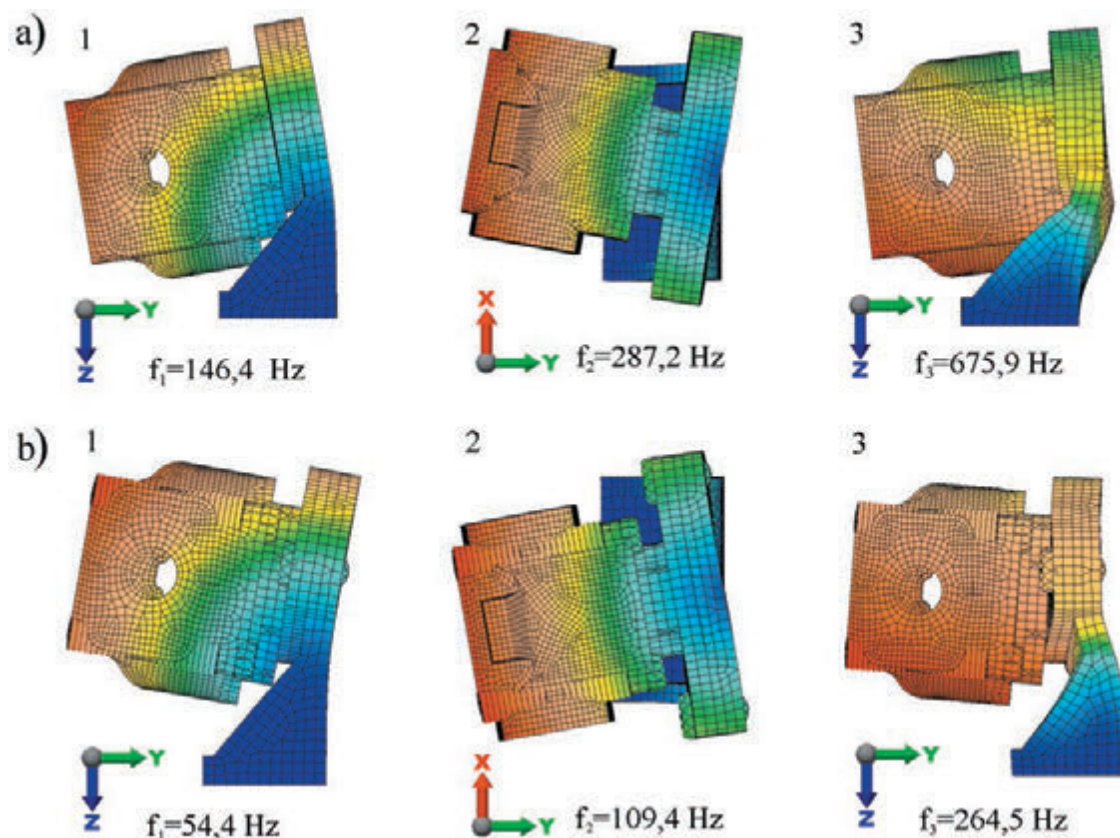 a)
1
2
3
Z
Y
X
Y
Z
Y
f₁=146,4 Hz
f₂=287,2 Hz
f₃=675,9 Hz
b)
1
2
3
Z
Y
X
Y
Z
Y
f₁=54,4 Hz
f₂=109,4 Hz
f₃=264,5 Hz